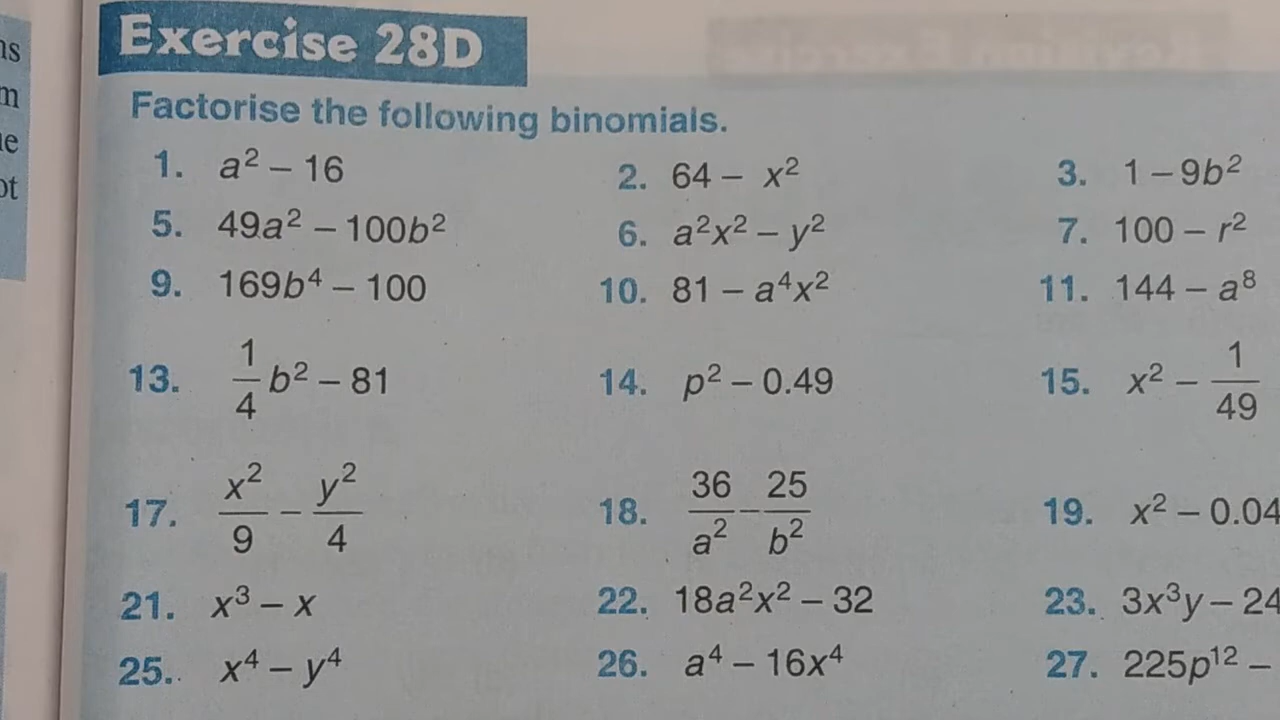 ns
m
ue
ot
Exercise 28D
Factorise the following binomials.
1. a² – 16 2. 64 – x² 3. 1 – 9b²
5. 49a² – 100b² 6. a²x² – y² 7. 100 – r²
9. 169b⁴ – 100 10. 81 – a⁴x² 11. 144 – a⁸
13. 1/4 b² – 81 14. p² – 0.49 15. x² – 1/49
17. x²/9 – y²/4 18. 36/a² – 25/b² 19. x² – 0.04
21. x³ – x 22. 18a²x² – 32 23. 3x³y – 24
25. x⁴ – y⁴ 26. a⁴ – 16x⁴ 27. 225p¹² –